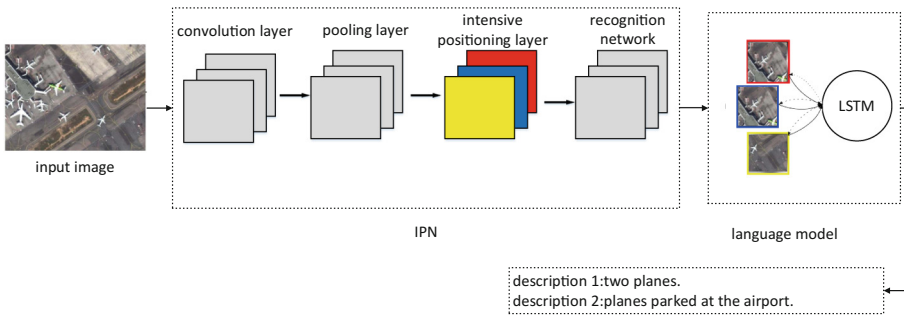 convolution layer
pooling layer
intensive
positioning layer
recognition
network
input image
IPN
LSTM
language model
description 1:two planes.
description 2:planes parked at the airport.